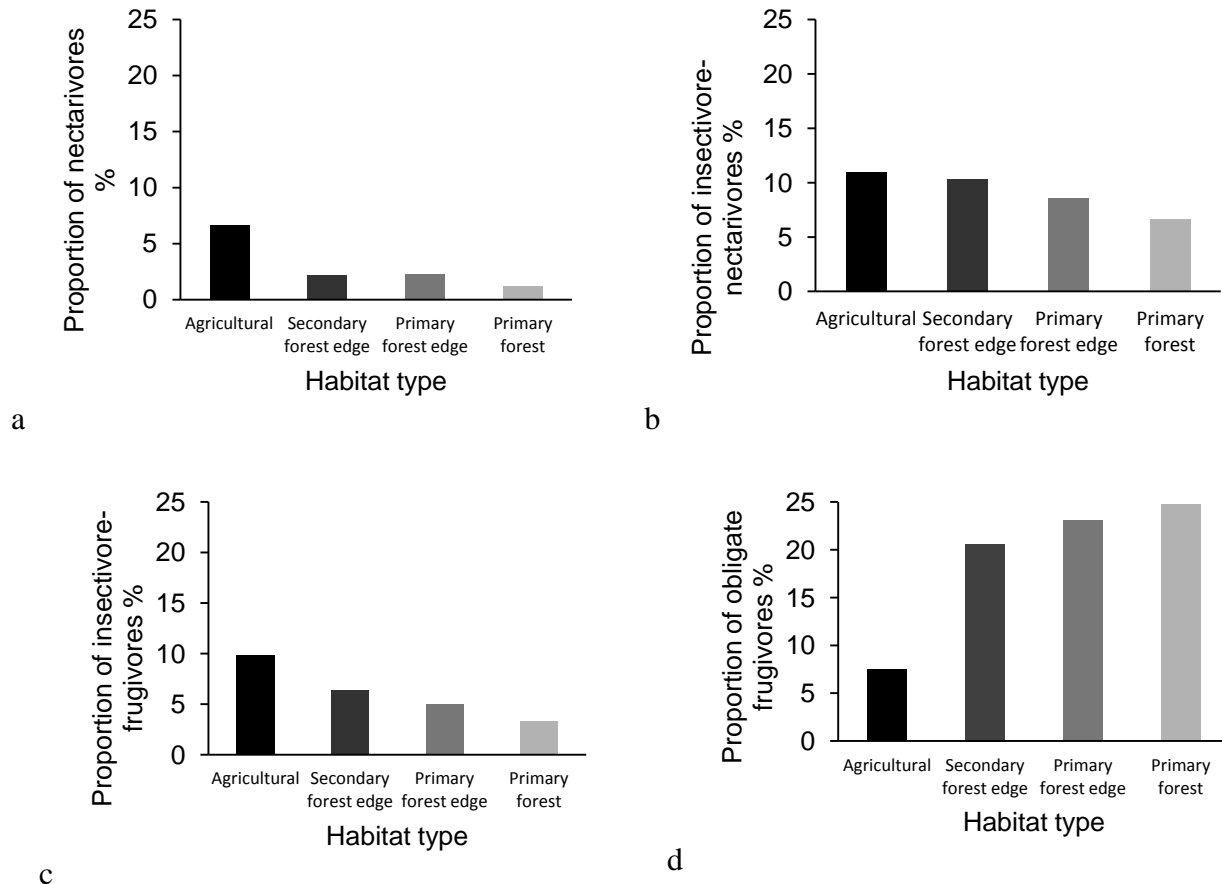 Proportion of nectarivores
%
25
20
15
10
5
0
Agricultural Secondary Primary Primary
forest edge forest edge forest
Habitat type
a
Proportion of insectivore-
nectarivores %
25
20
15
10
5
0
Agricultural Secondary Primary Primary
forest edge forest edge forest
Habitat type
b
Proportion of insectivore-
frugivores %
25
20
15
10
5
0
Agricultural Secondary Primary Primary
forest edge forest edge forest
Habitat type
c
Proportion of obligate
frugivores %
25
20
15
10
5
0
Agricultural Secondary Primary Primary
forest edge forest edge forest
Habitat type
d